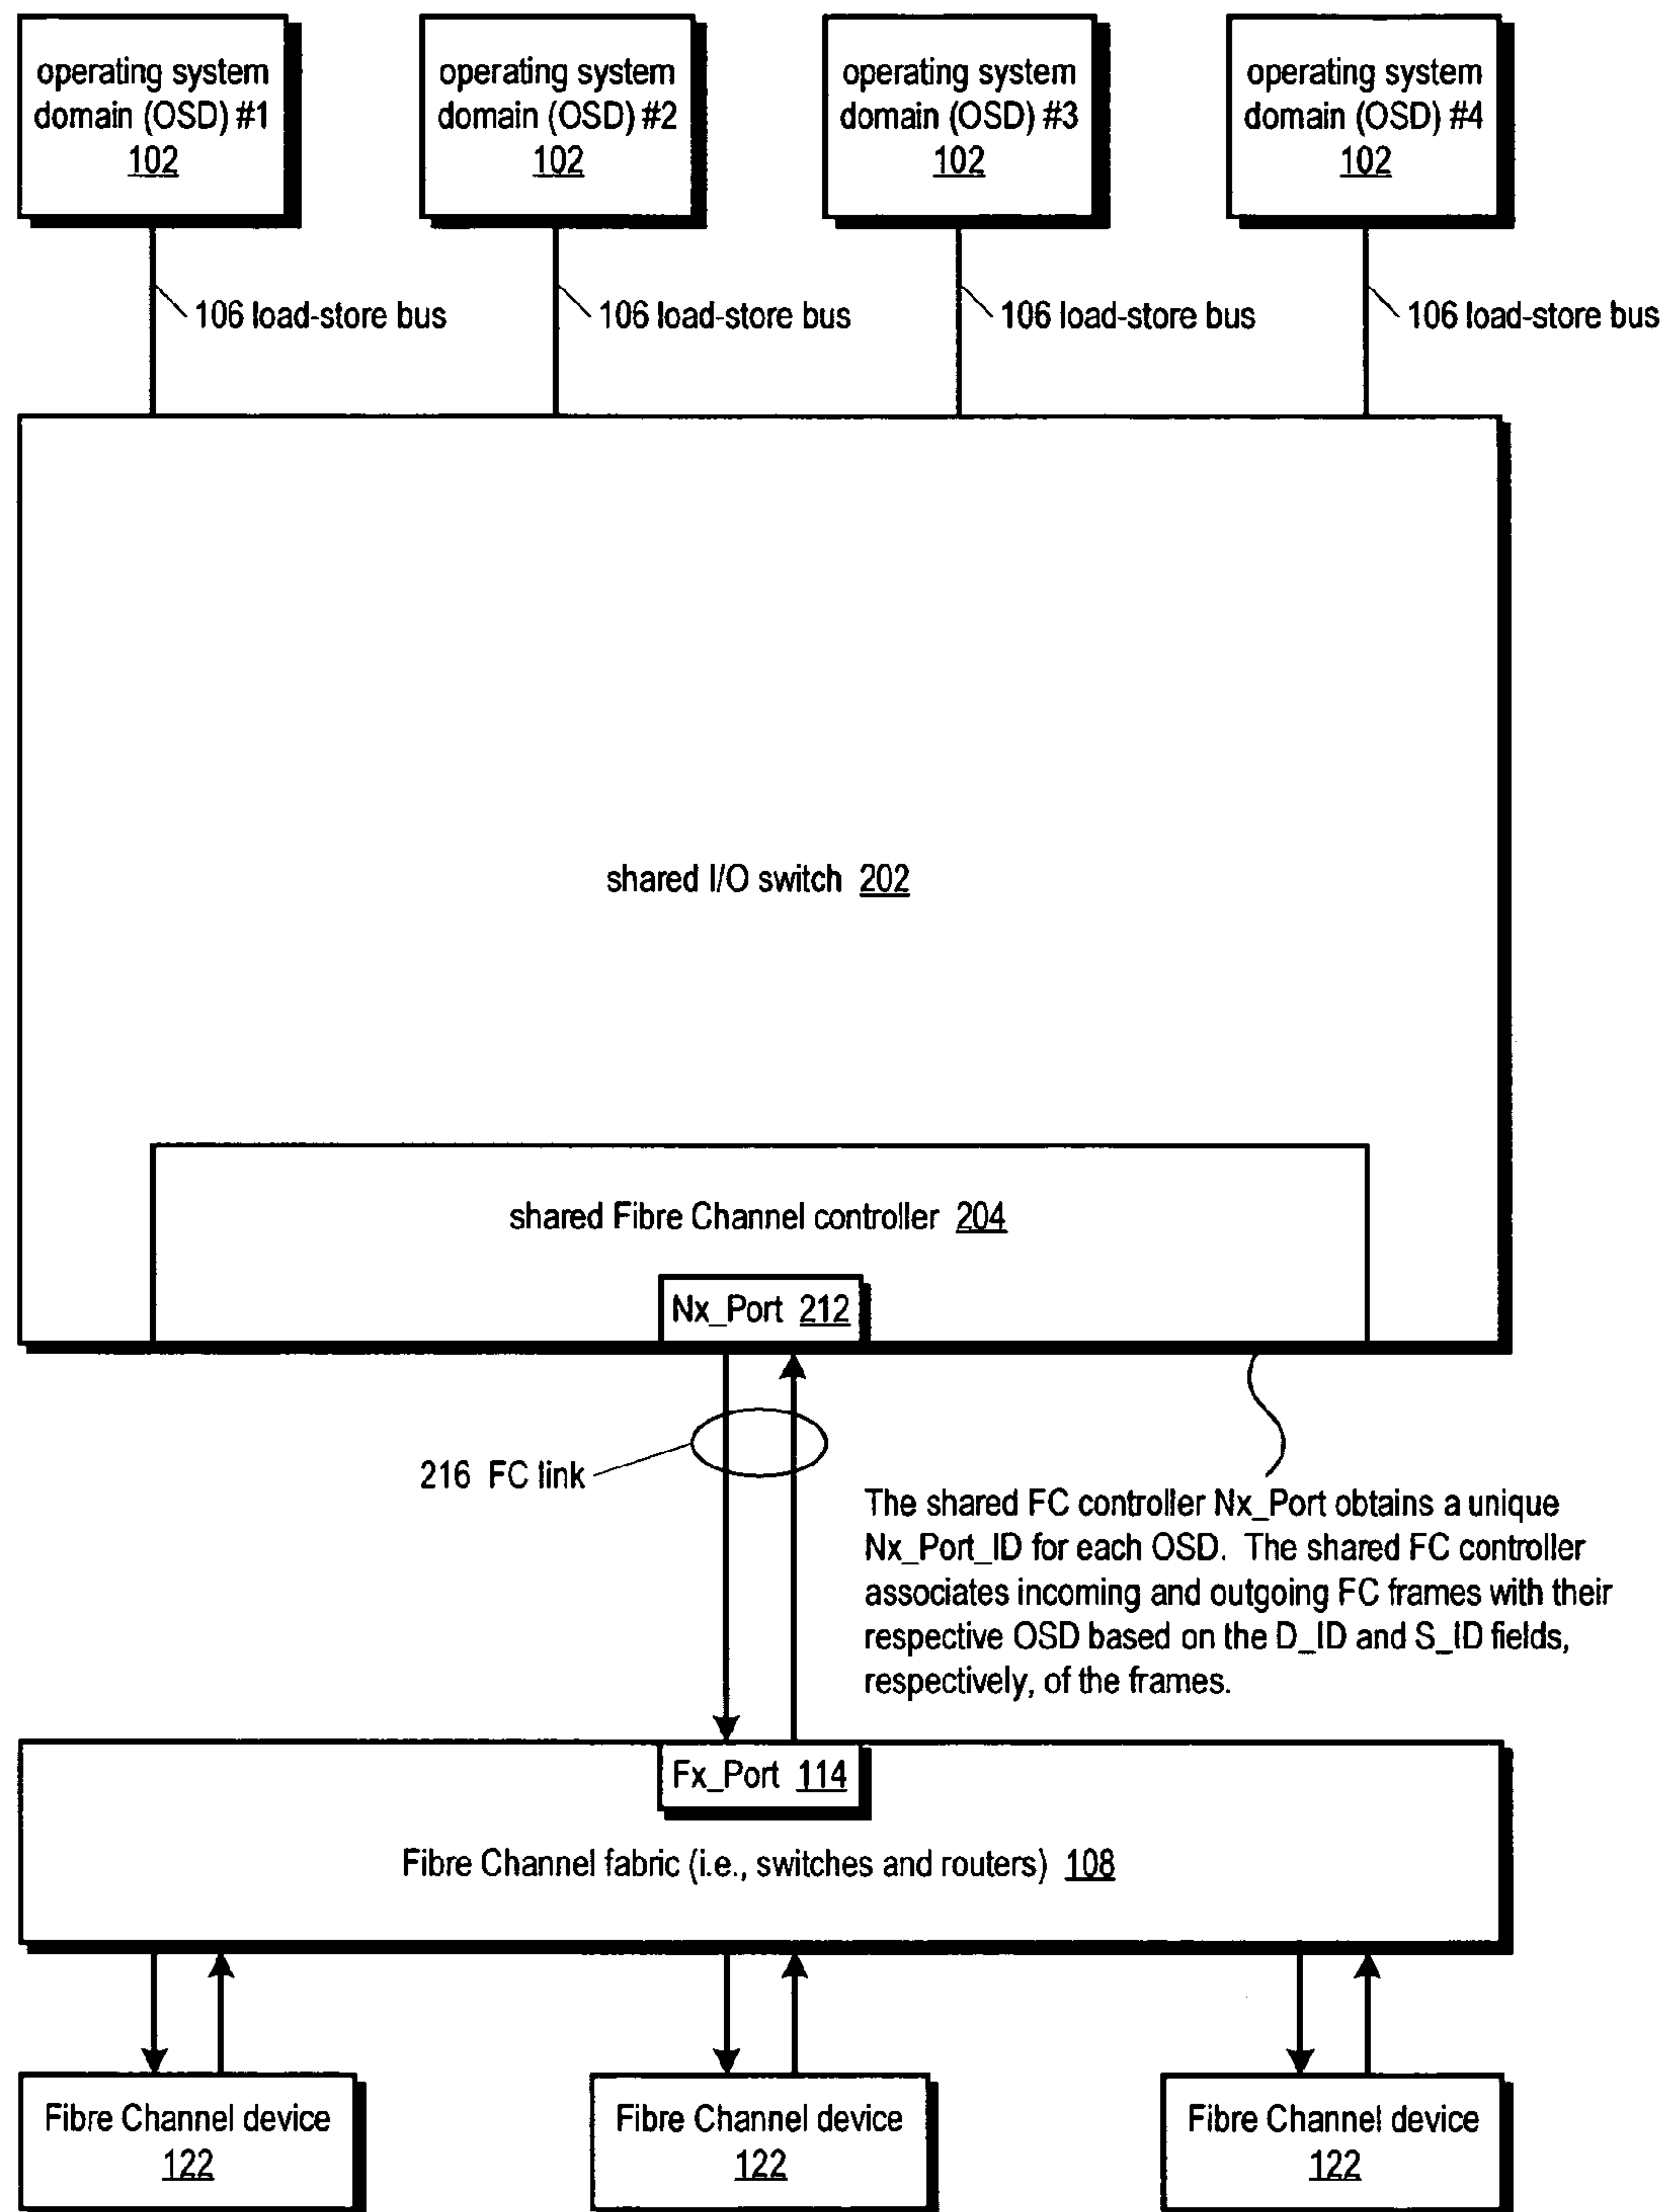 operating system
domain (OSD) #1
102
operating system
domain (OSD) #2
102
operating system
domain (OSD) #3
102
operating system
domain (OSD) #4
102
106 load-store bus
106 load-store bus
106 load-store bus
106 load-store bus
shared I/O switch 202
shared Fibre Channel controller 204
Nx_Port 212
216 FC link
The shared FC controller Nx_Port obtains a unique
Nx_Port_ID for each OSD. The shared FC controller
associates incoming and outgoing FC frames with their
respective OSD based on the D_ID and S_ID fields,
respectively, of the frames.
Fx_Port 114
Fibre Channel fabric (i.e., switches and routers) 108
Fibre Channel device
122
Fibre Channel device
122
Fibre Channel device
122